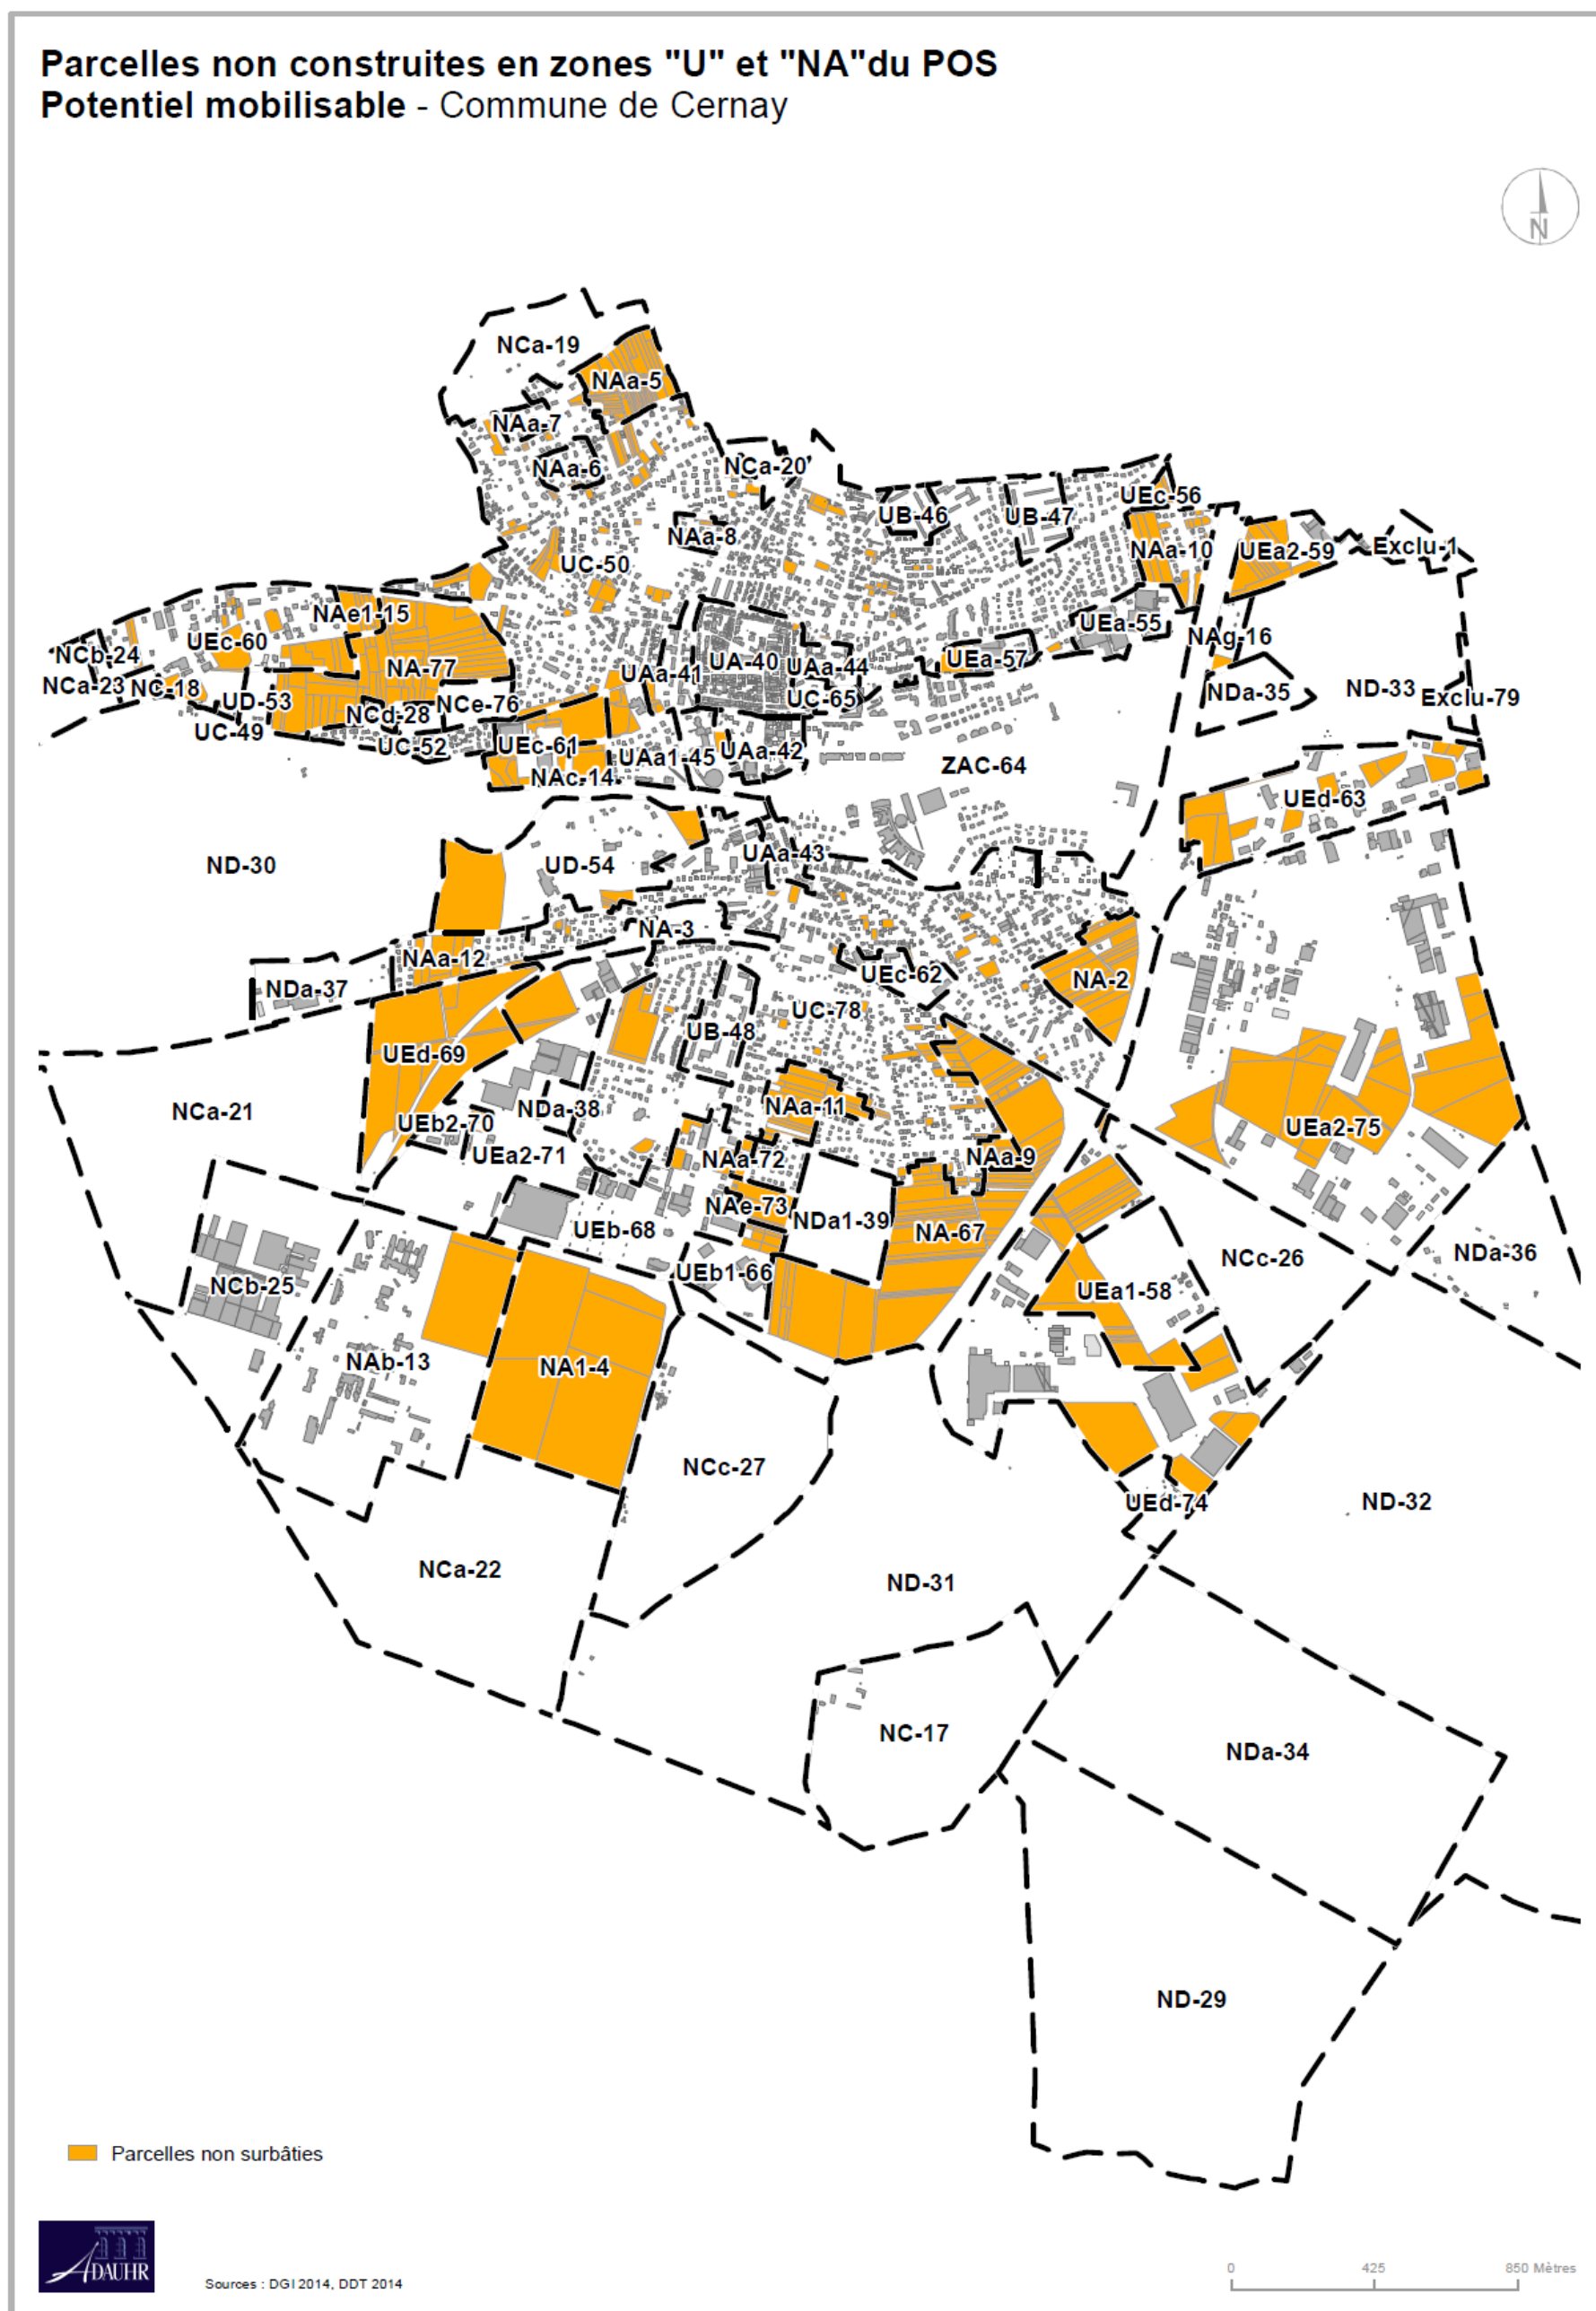 Parcelles non construites en zones "U" et "NA"du POS
Potentiel mobilisable - Commune de Cernay
N
NCa-19
NAa-5
NAa-7
NAa-6
NCa-20
UEc-56
UB-46
UB-47
NAa-8
NAa-10
UEa2-59
Exclu-1
UC-50
NAe1-15
UEa-55
NAg-16
UEc-60
NCb-24
NA-77
UAa-41
UA-40
UAa-44
UEa-57
NCa-23
NC-18
UD-53
NCe-76
UC-65
NDa-35
ND-33
Exclu-79
NCd-28
UC-49
UC-52
UEc-61
UAa1-45
UAa-42
NAc-14
ZAC-64
UEd-63
UAa-43
ND-30
UD-54
NA-3
NAa-12
UEc-62
NA-2
NDa-37
UC-78
UB-48
UEd-69
NCa-21
NDa-38
NAa-11
UEb2-70
UEa2-75
UEa2-71
NAa-72
NAa-9
NAe-73
NDa1-39
UEb-68
NA-67
NCc-26
NDa-36
UEb1-66
NCb-25
UEa1-58
NAb-13
NA1-4
NCc-27
UEd-74
ND-32
NCa-22
ND-31
NC-17
NDa-34
ND-29
Parcelles non surbâties
ADAUHR
Sources : DGI 2014, DDT 2014
0 425 850 Mètres